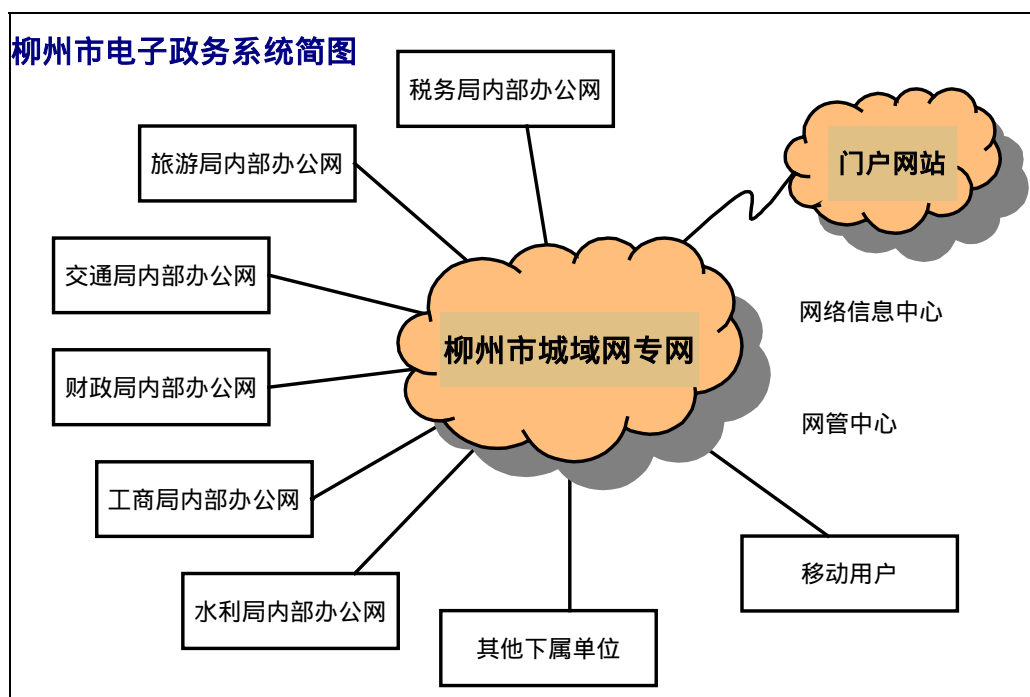 柳州市电子政务系统简图
税务局内部办公网
旅游局内部办公网
门户网站
交通局内部办公网
网络信息中心
柳州市城域网专网
财政局内部办公网
网管中心
工商局内部办公网
移动用户
水利局内部办公网
其他下属单位